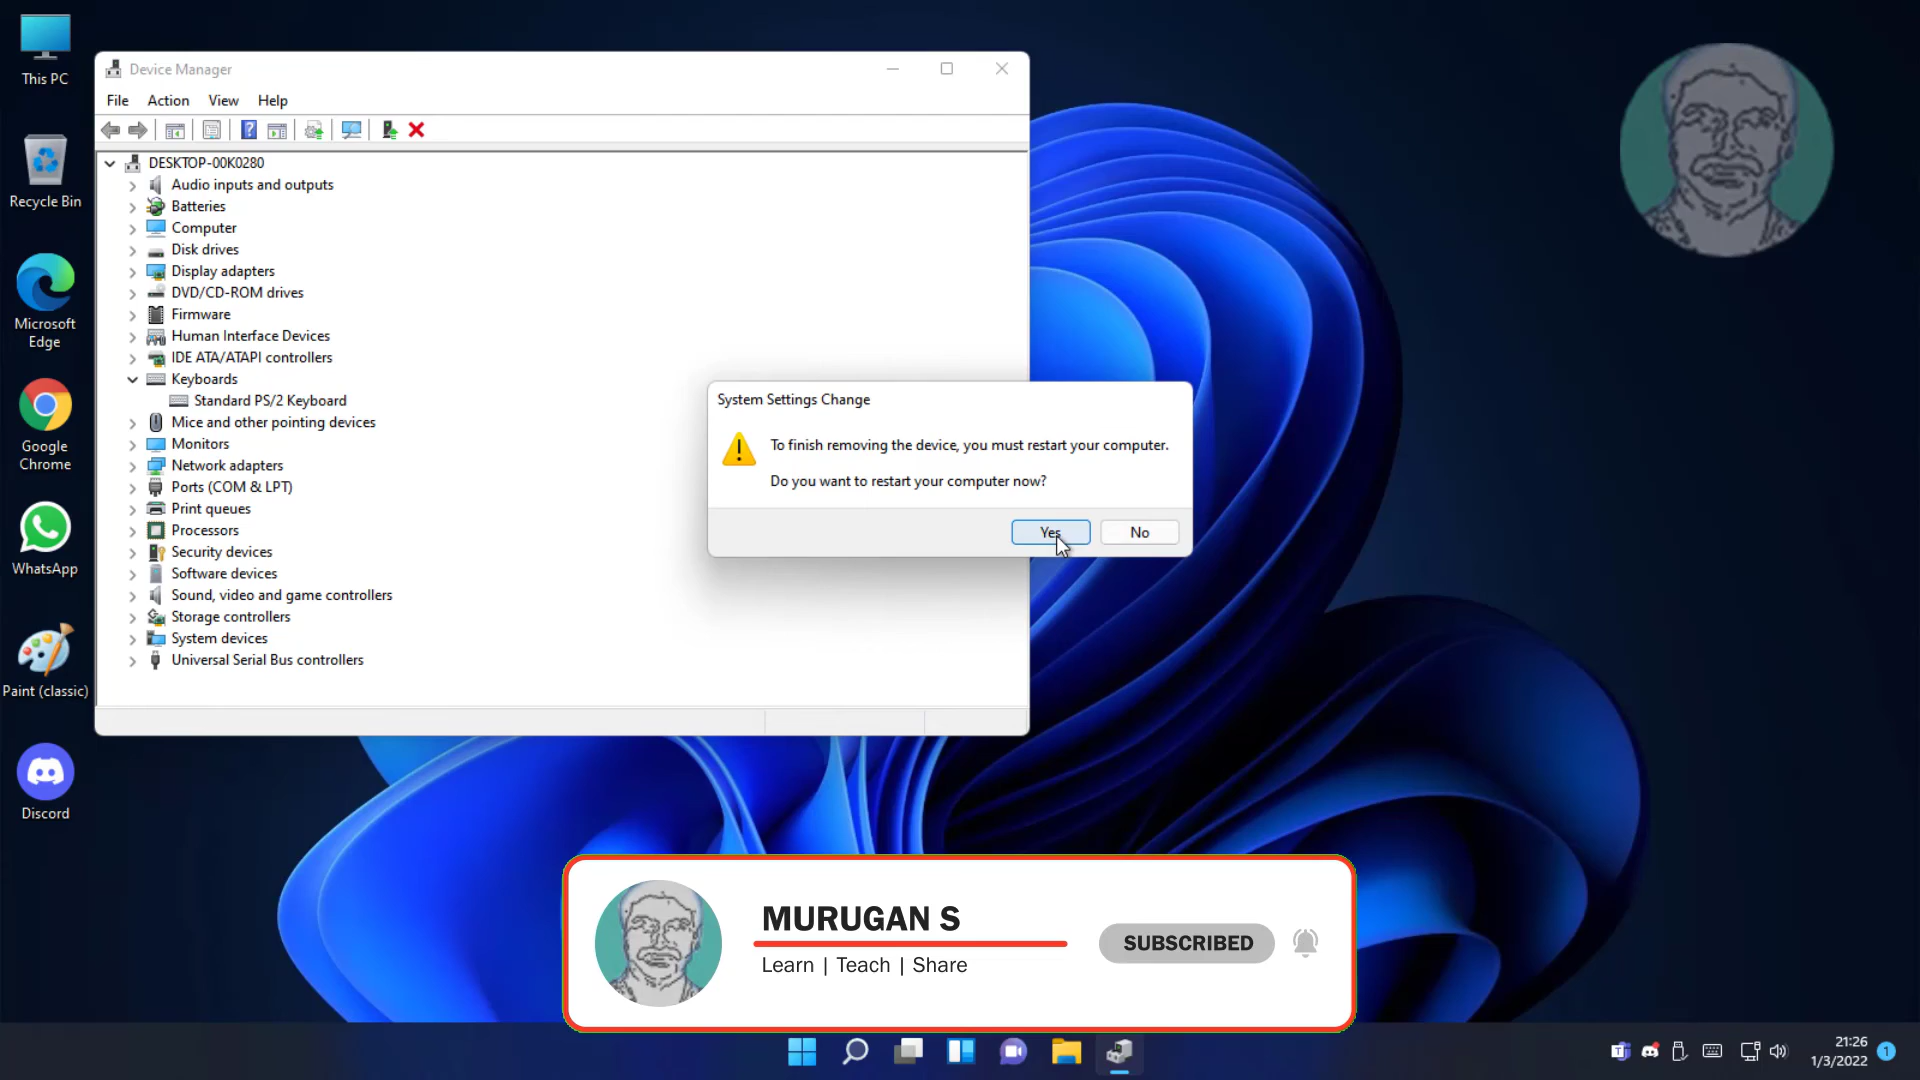 This PC
Recycle Bin
Microsoft
Edge
Google
Chrome
WhatsApp
Paint (classic)
Discord
Device Manager
File Action View Help
DESKTOP-00K0280
Audio inputs and outputs
Batteries
Computer
Disk drives
Display adapters
DVD/CD-ROM drives
Firmware
Human Interface Devices
IDE ATA/ATAPI controllers
Keyboards
Standard PS/2 Keyboard
Mice and other pointing devices
Monitors
Network adapters
Ports (COM & LPT)
Print queues
Processors
Security devices
Software devices
Sound, video and game controllers
Storage controllers
System devices
Universal Serial Bus controllers
System Settings Change
To finish removing the device, you must restart your computer.
Do you want to restart your computer now?
Yes No
MURUGAN S
Learn | Teach | Share
SUBSCRIBED
21:26
1/3/2022
1